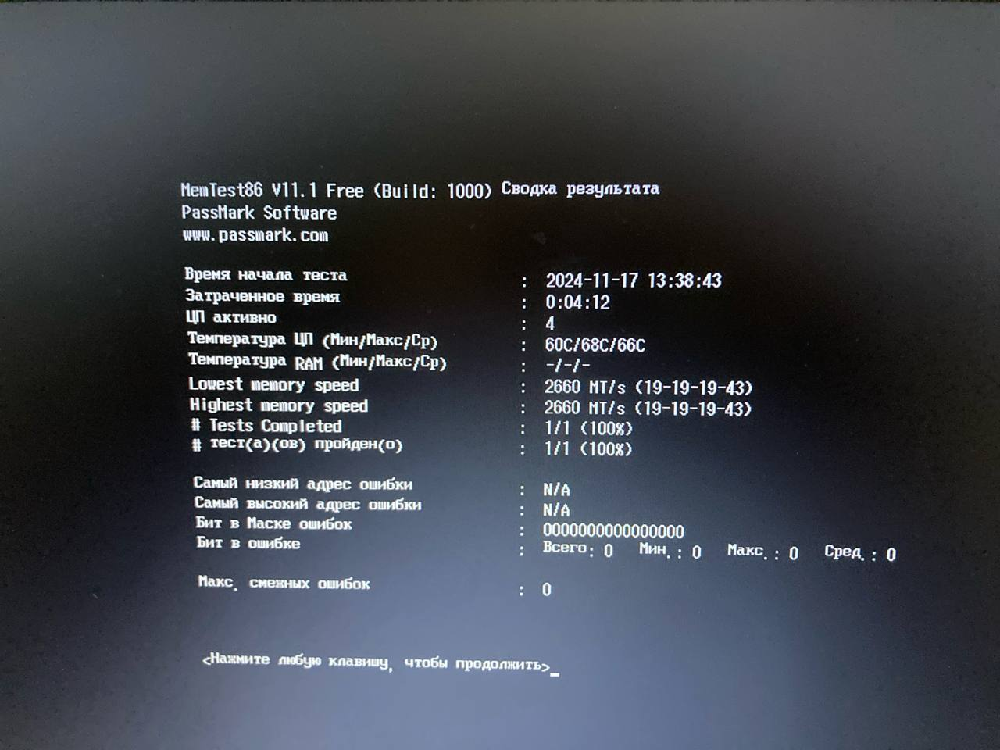 MemTest86 V11.1 Free (Build: 1000) Сводка результата
PassMark Software
www.passmark.com
Время начала теста : 2024-11-17 13:38:43
Затраченное время : 0:04:12
ЦП активно : 4
Температура ЦП (Мин/Макс/Ср) : 60C/68C/66C
Температура RAM (Мин/Макс/Ср) : -/-/-
Lowest memory speed : 2660 MT/s (19-19-19-43)
Highest memory speed : 2660 MT/s (19-19-19-43)
# Tests Completed : 1/1 (100%)
# тест(а)(ов) пройден(о) : 1/1 (100%)
Самый низкий адрес ошибки : N/A
Самый высокий адрес ошибки : N/A
Бит в Маске ошибок : 0000000000000000
Бит в ошибке : Всего: 0 Мин.: 0 Макс.: 0 Сред.: 0
Макс. смежных ошибок : 0
<Нажмите любую клавишу, чтобы продолжить>_